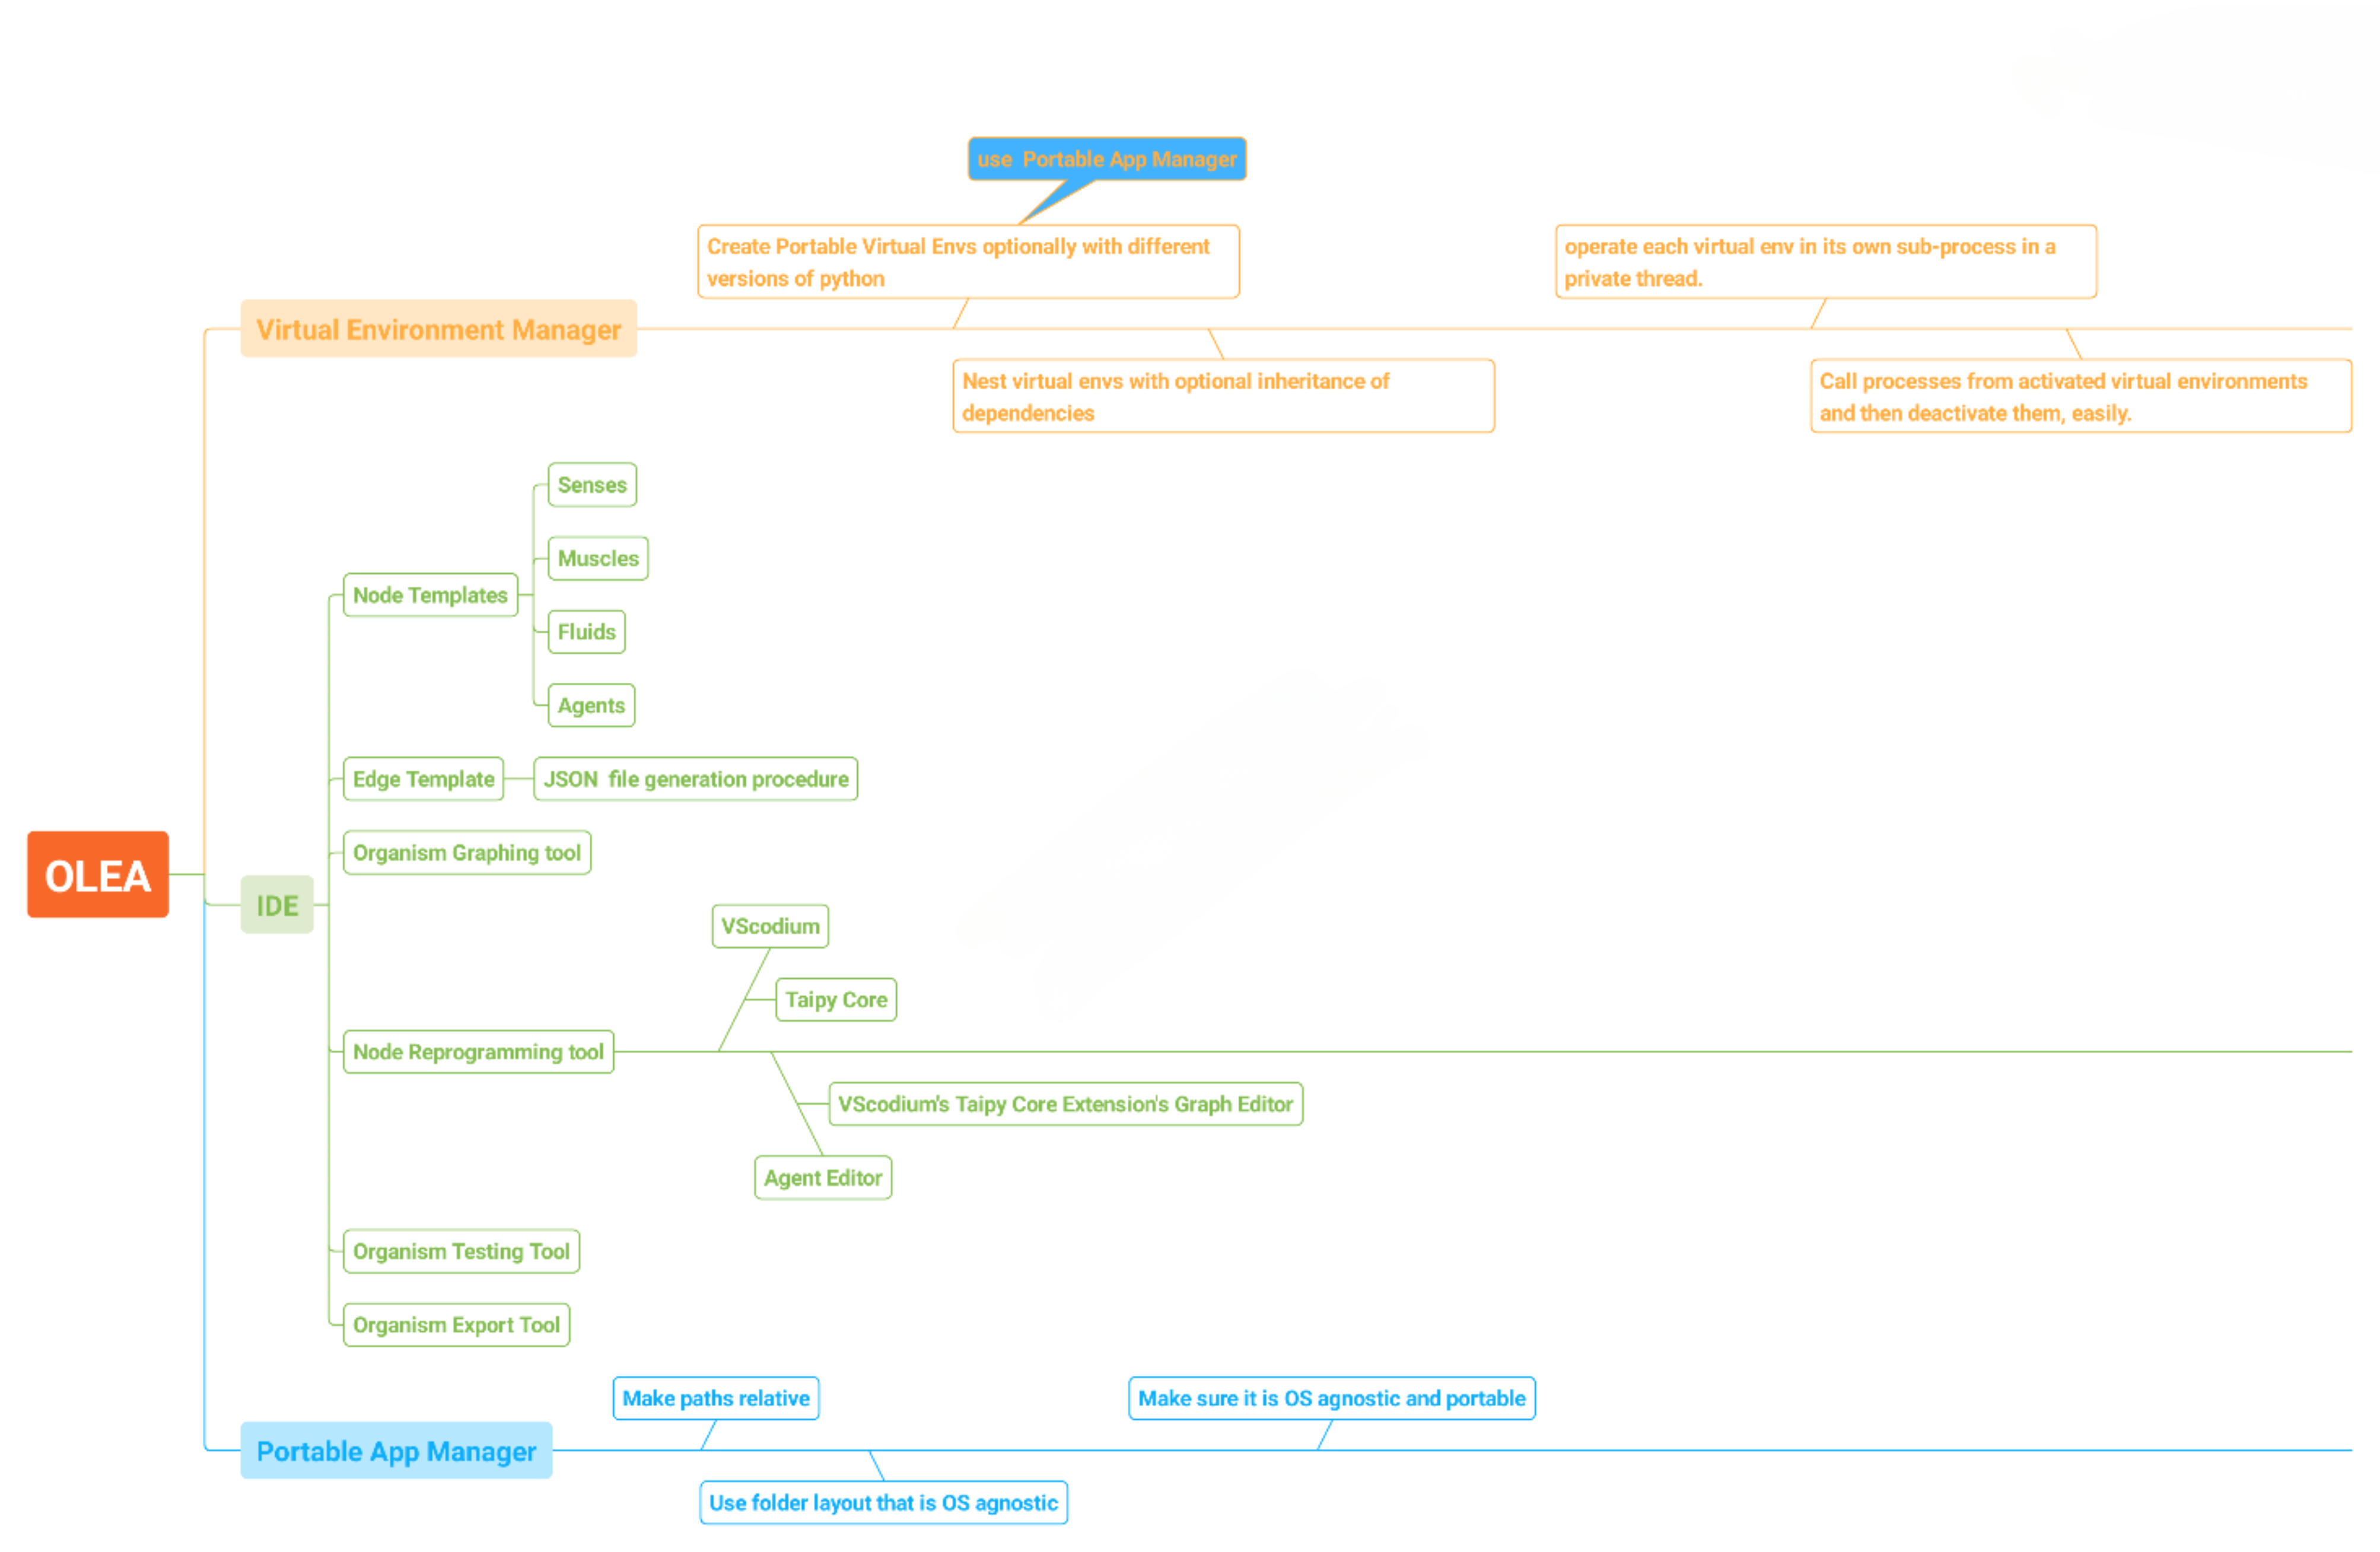 use  Portable App Manager
Create Portable Virtual Envs optionally with different
versions of python
operate each virtual env in its own sub-process in a
private thread.
Virtual Environment Manager
Nest virtual envs with optional inheritance of
dependencies
Call processes from activated virtual environments
and then deactivate them, easily.
Senses
Muscles
Node Templates
Fluids
Agents
Edge Template
JSON  file generation procedure
Organism Graphing tool
OLEA
IDE
VScodium
Taipy Core
Node Reprogramming tool
VScodium's Taipy Core Extension's Graph Editor
Agent Editor
Organism Testing Tool
Organism Export Tool
Make paths relative
Make sure it is OS agnostic and portable
Portable App Manager
Use folder layout that is OS agnostic